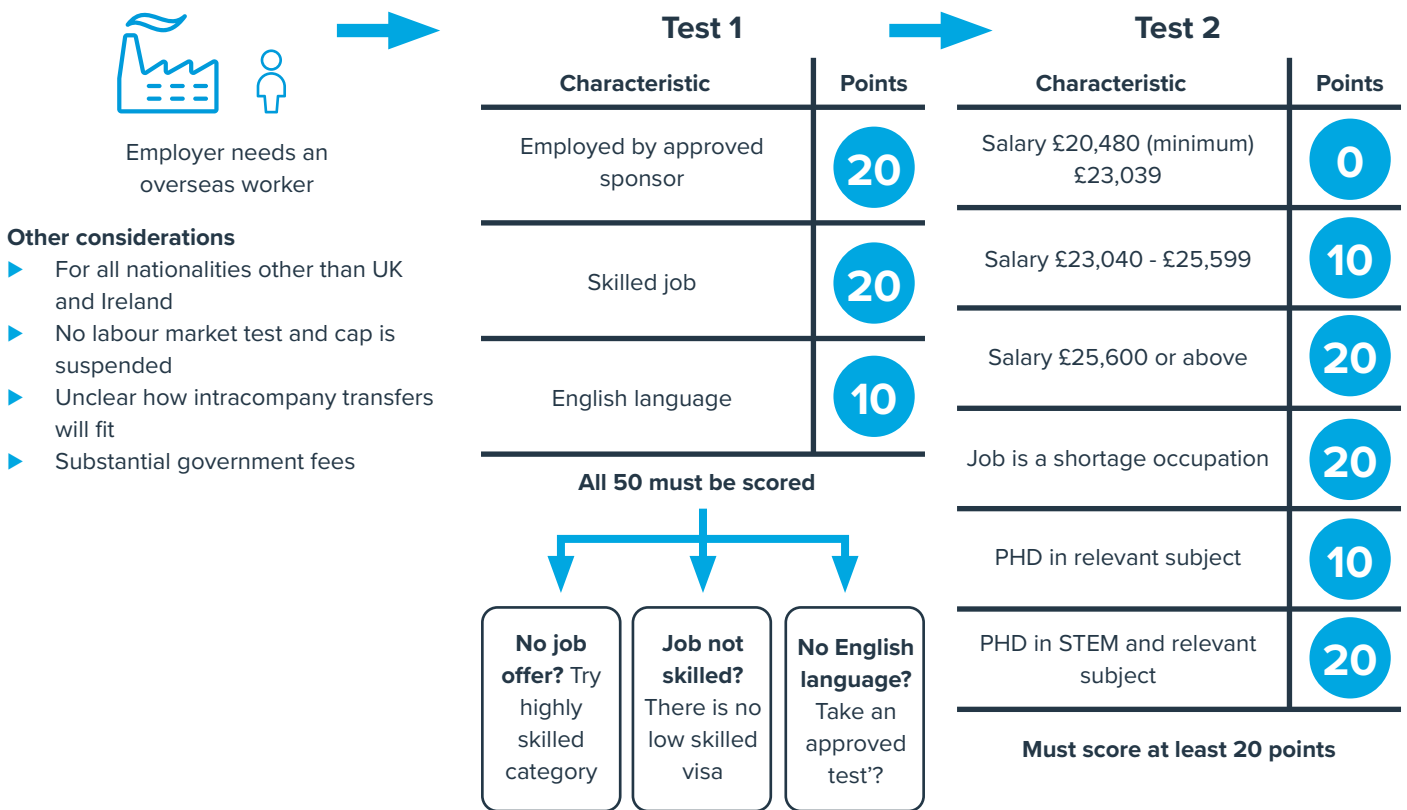 Employer needs an
overseas worker
Other considerations
For all nationalities other than UK
and Ireland
No labour market test and cap is
suspended
Unclear how intracompany transfers
will fit
Substantial government fees
Test 1
Characteristic Points
Employed by approved
sponsor
20
Skilled job
20
English language
10
All 50 must be scored
No job
offer? Try
highly
skilled
category
Job not
skilled?
There is no
low skilled
visa
No English
language?
Take an
approved
test’?
Test 2
Characteristic Points
Salary £20,480 (minimum)
£23,039
0
Salary £23,040 - £25,599
10
Salary £25,600 or above
20
Job is a shortage occupation
20
PHD in relevant subject
10
PHD in STEM and relevant
subject
20
Must score at least 20 points